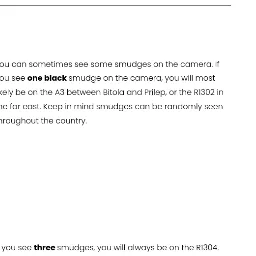 ou can sometimes see some smudges on the camera. If
ou see one black smudge on the camera, you will most
kely be on the A3 between Bitola and Prilep, or the R1302 in
he far east. Keep in mind smudges can be randomly seen
hroughout the country.
you see three smudges, you will always be on the R1304.